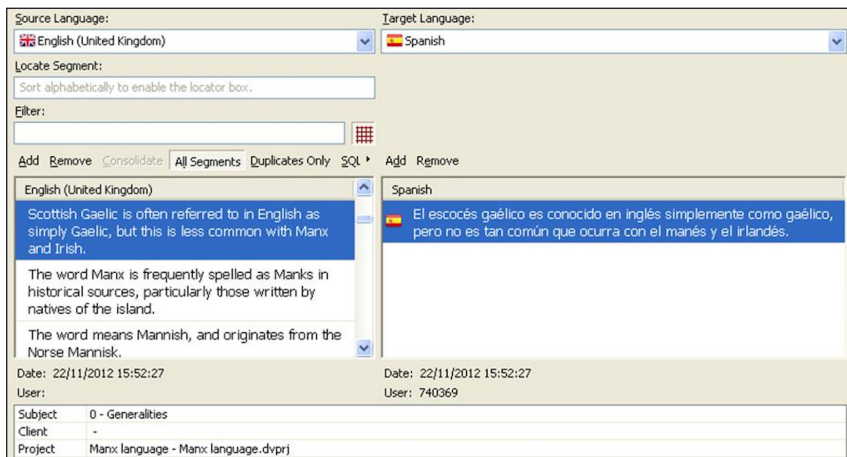 Source Language:
Target Language:
English (United Kingdom)
Spanish
Locate Segment:
Sort alphabetically to enable the locator box.
Filter:
Add Remove Consolidate All Segments Duplicates Only SQL
Add Remove
English (United Kingdom)
Spanish
Scottish Gaelic is often referred to in English as
simply Gaelic, but this is less common with Manx
and Irish.
El escocés gaélico es conocido en inglés simplemente como gaélico,
pero no es tan común que ocurra con el manés y el irlandés.
The word Manx is frequently spelled as Manks in
historical sources, particularly those written by
natives of the island.
The word means Mannish, and originates from the
Norse Mannisk.
Date: 22/11/2012 15:52:27
Date: 22/11/2012 15:52:27
User:
User: 740369
Subject 0 - Generalities
Client -
Project Manx language - Manx language.dvprj